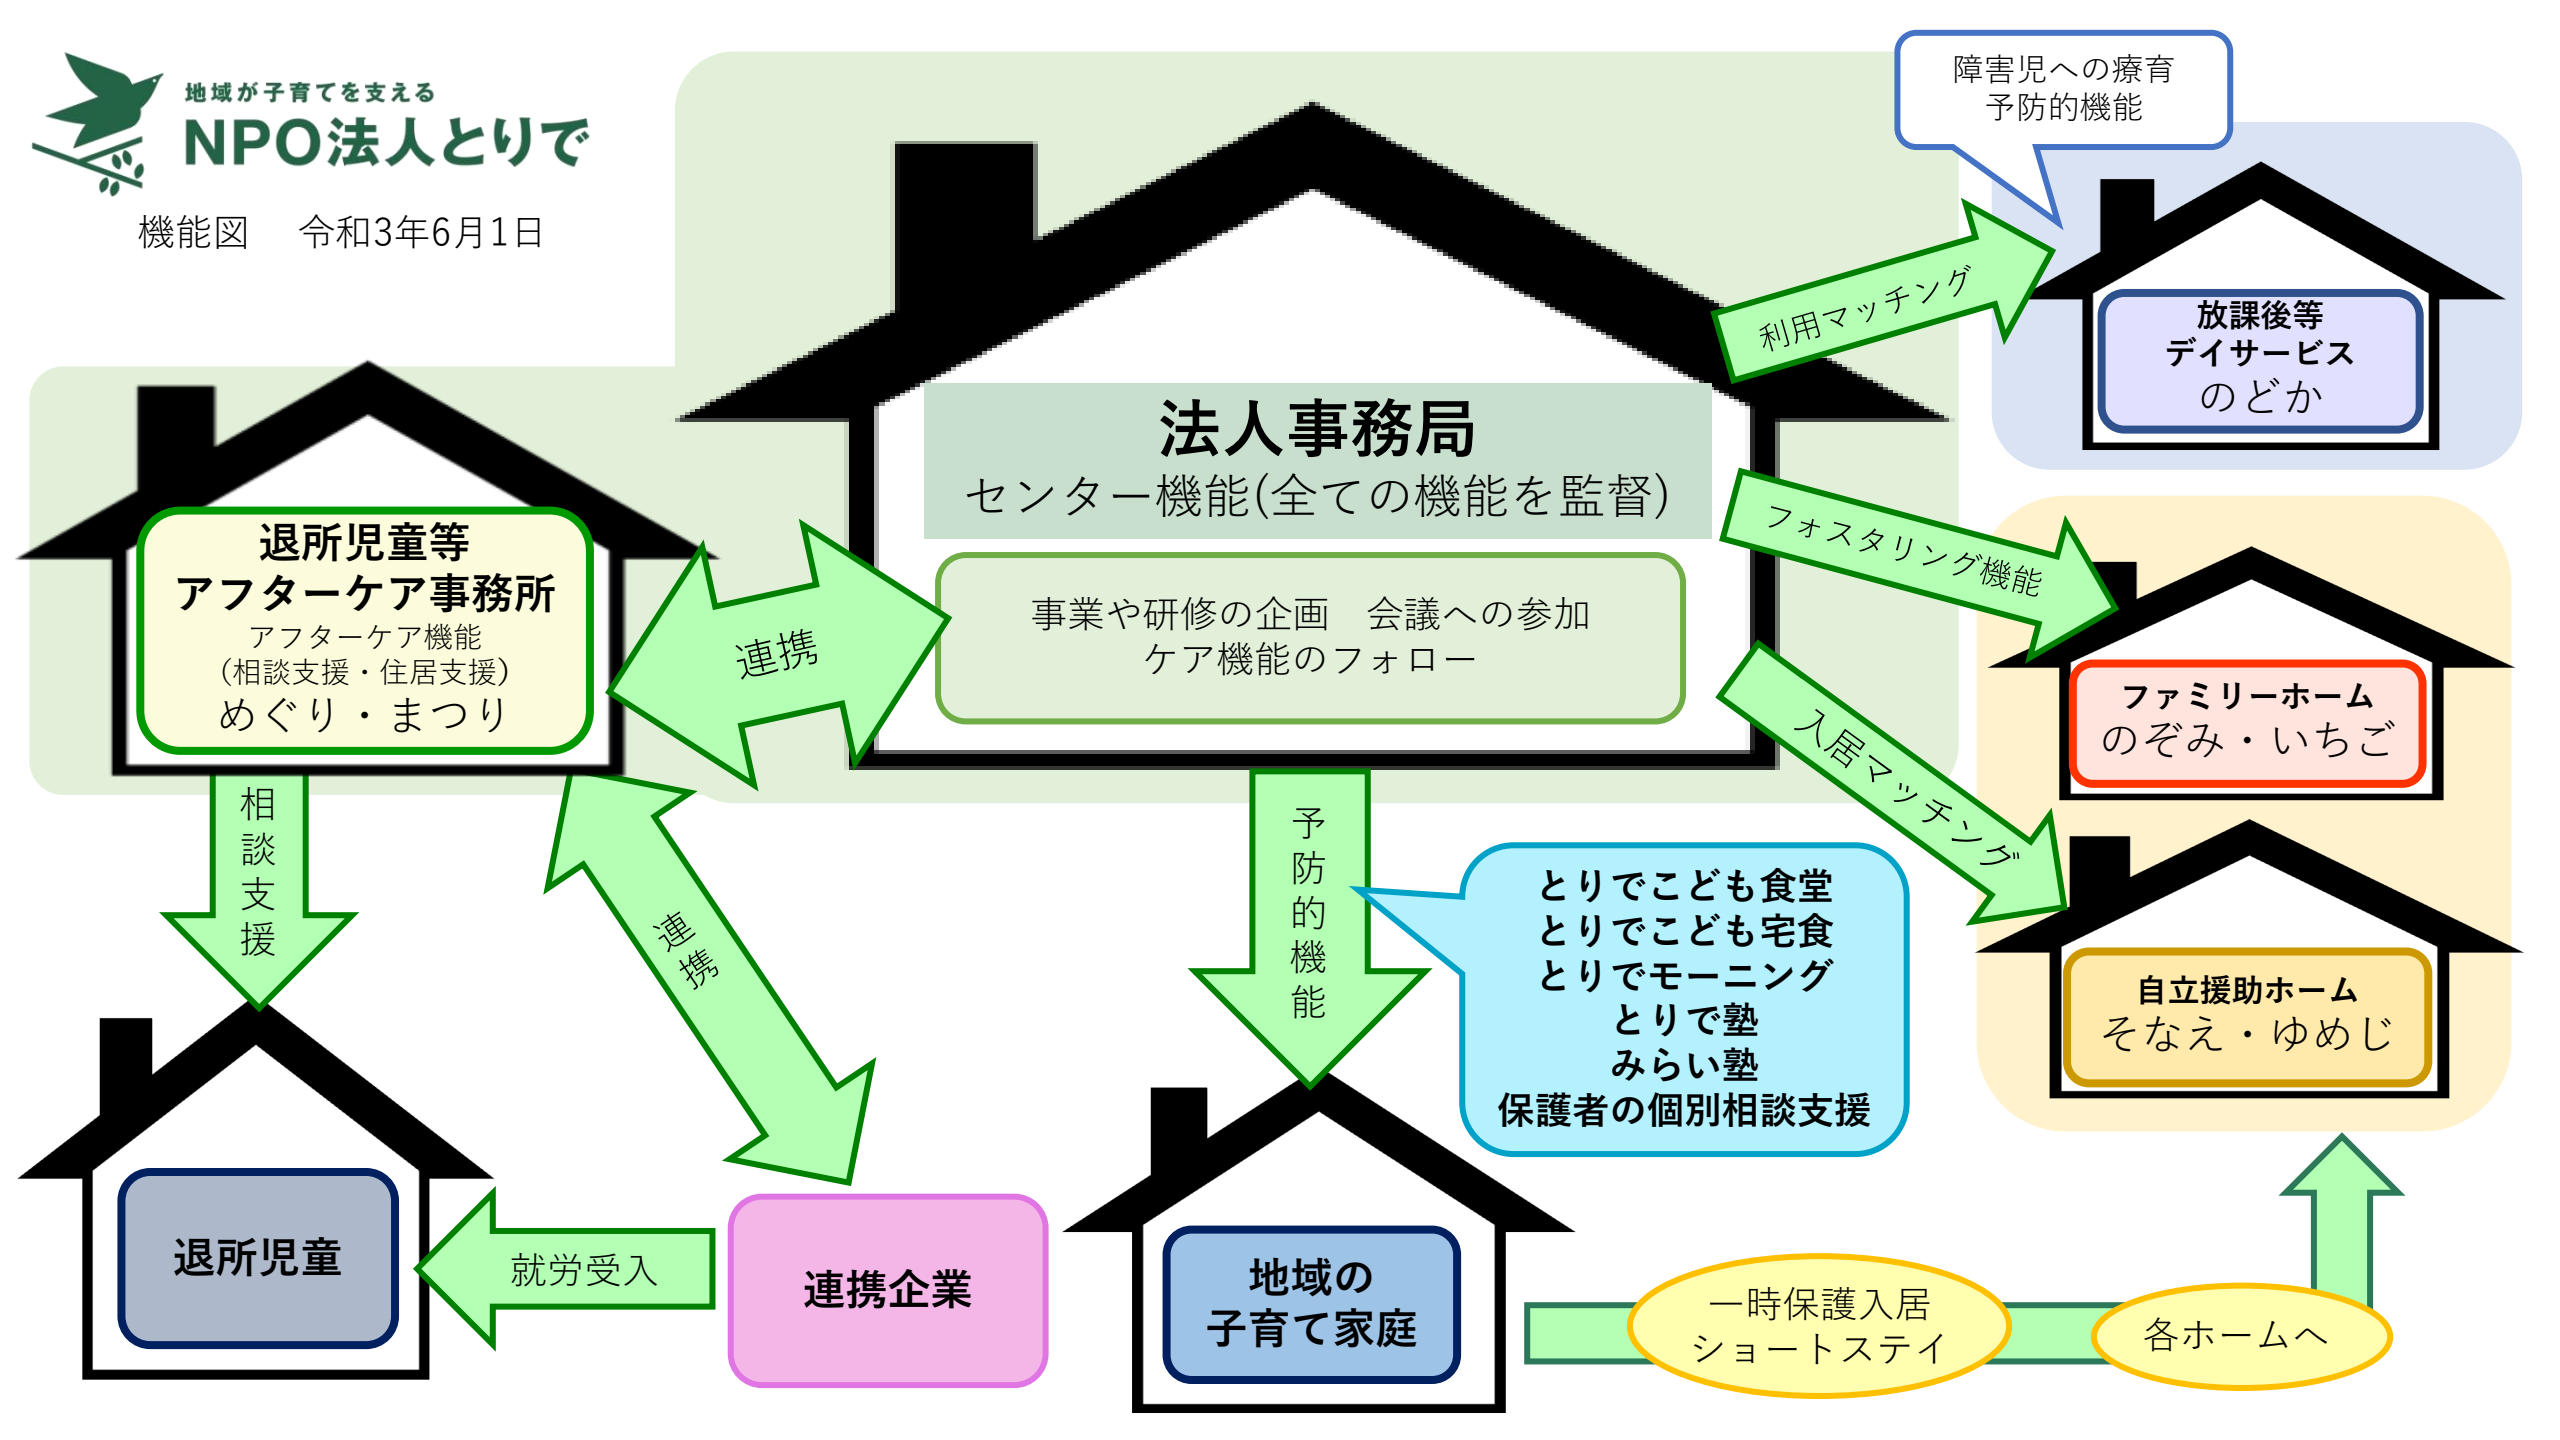 地域が子育てを支える
NPO法人とりで
機能図　令和3年6月1日
障害児への療育
予防的機能
利用マッチング
放課後等
デイサービス
のどか
法人事務局
センター機能(全ての機能を監督)
事業や研修の企画　会議への参加
ケア機能のフォロー
フォスタリング機能
ファミリーホーム
のぞみ・いちご
入居マッチング
自立援助ホーム
そなえ・ゆめじ
退所児童等
アフターケア事務所
アフターケア機能
(相談支援・住居支援)
めぐり・まつり
連携
相談支援
連携
予防的機能
とりでこども食堂
とりでこども宅食
とりでモーニング
とりで塾
みらい塾
保護者の個別相談支援
退所児童
就労受入
連携企業
地域の
子育て家庭
一時保護入居
ショートステイ
各ホームへ